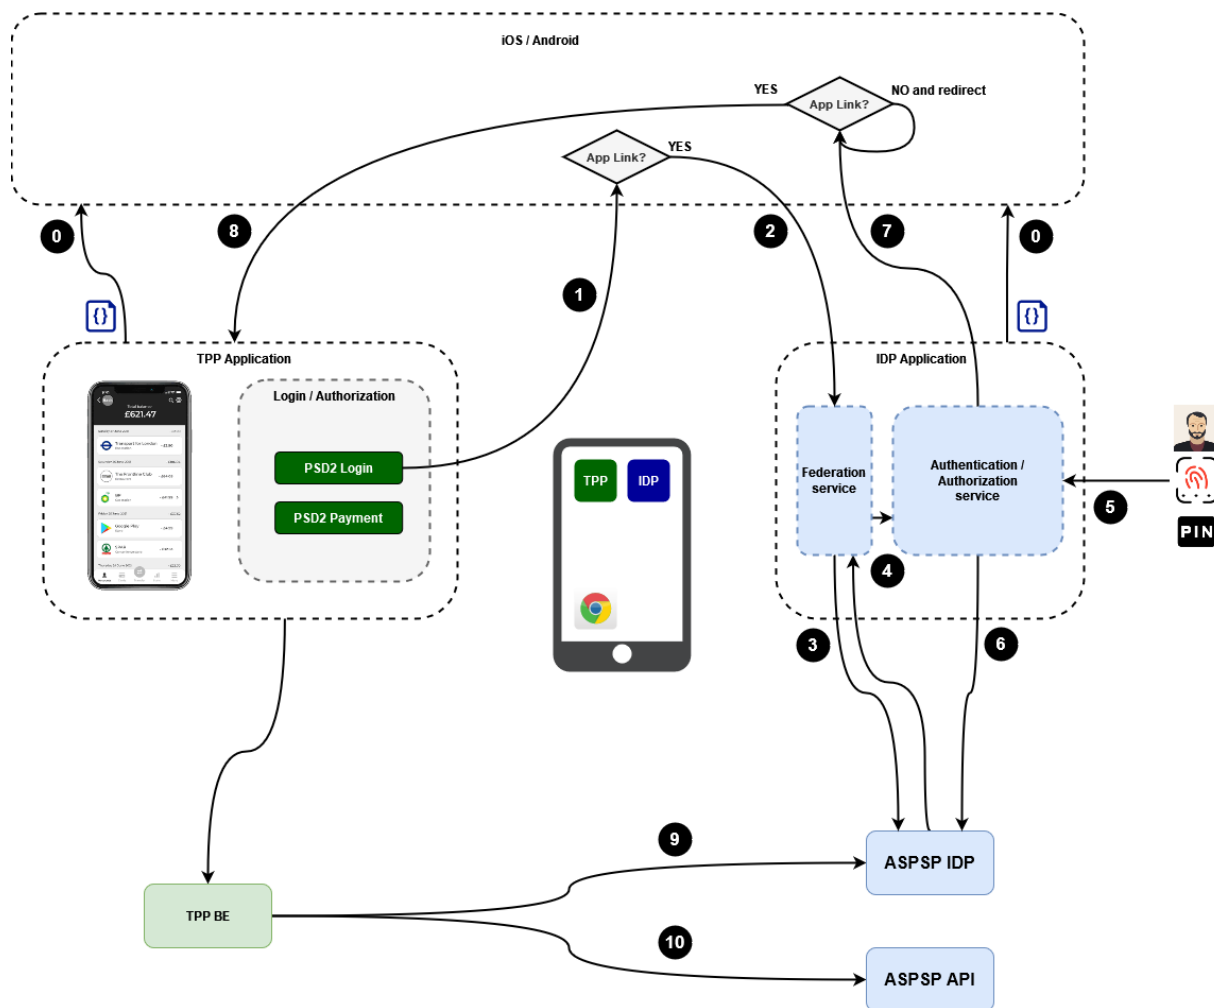 iOS / Android
YES
App Link?
NO and redirect
App Link?
YES
0
8
2
7
0
1
{}
{}
TPP Application
IDP Application
£621.47
Login / Authorization
PSD2 Login
PSD2 Payment
TPP
IDP
Federation
service
Authentication /
Authorization
service
5
PIN
4
3
6
9
ASPSP IDP
TPP BE
10
ASPSP API